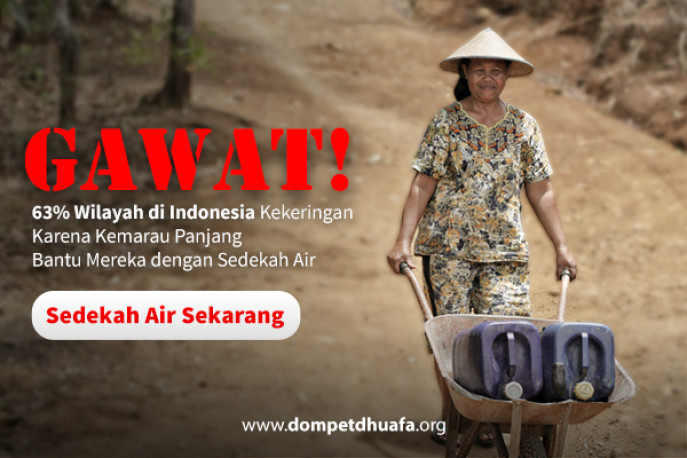 GAWAT!
63% Wilayah di Indonesia Kekeringan
Karena Kemarau Panjang
Bantu Mereka dengan Sedekah Air
Sedekah Air Sekarang
www.dompetdhuafa.org